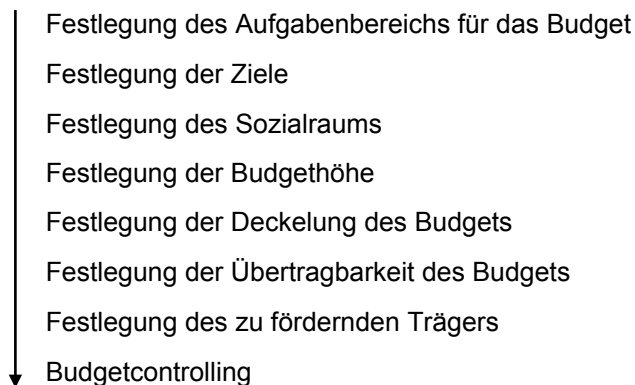 Festlegung des Aufgabenbereichs für das Budget
Festlegung der Ziele
Festlegung des Sozialraums
Festlegung der Budgethöhe
Festlegung der Deckelung des Budgets
Festlegung der Übertragbarkeit des Budgets
Festlegung des zu fördernden Trägers
Budgetcontrolling